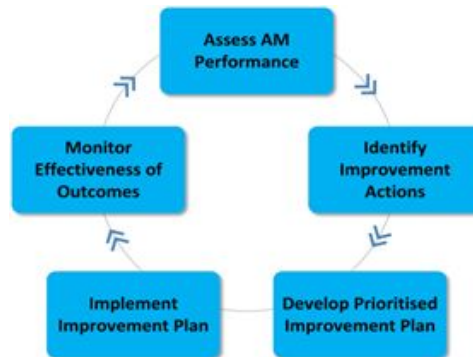 Assess AM
Performance
Identify
Improvement
Actions
Develop Prioritised
Improvement Plan
Implement
Improvement Plan
Monitor
Effectiveness of
Outcomes